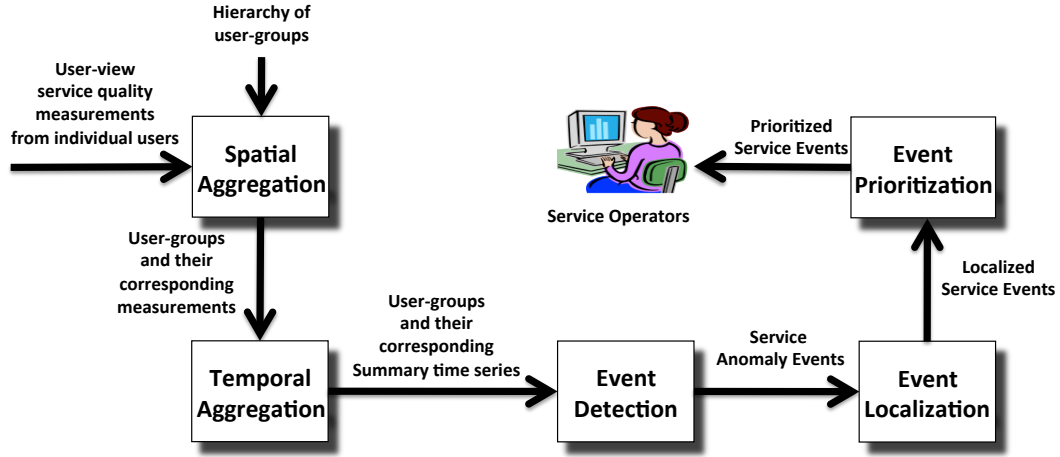 Hierarchy of
user-groups
User-view
service quality
measurements
from individual users
Spatial
Aggregation
User-groups
and their
corresponding
measurements
Temporal
Aggregation
User-groups
and their
corresponding
Summary time series
Event
Detection
Service
Anomaly Events
Event
Localization
Localized
Service Events
Event
Prioritization
Prioritized
Service Events
Service Operators